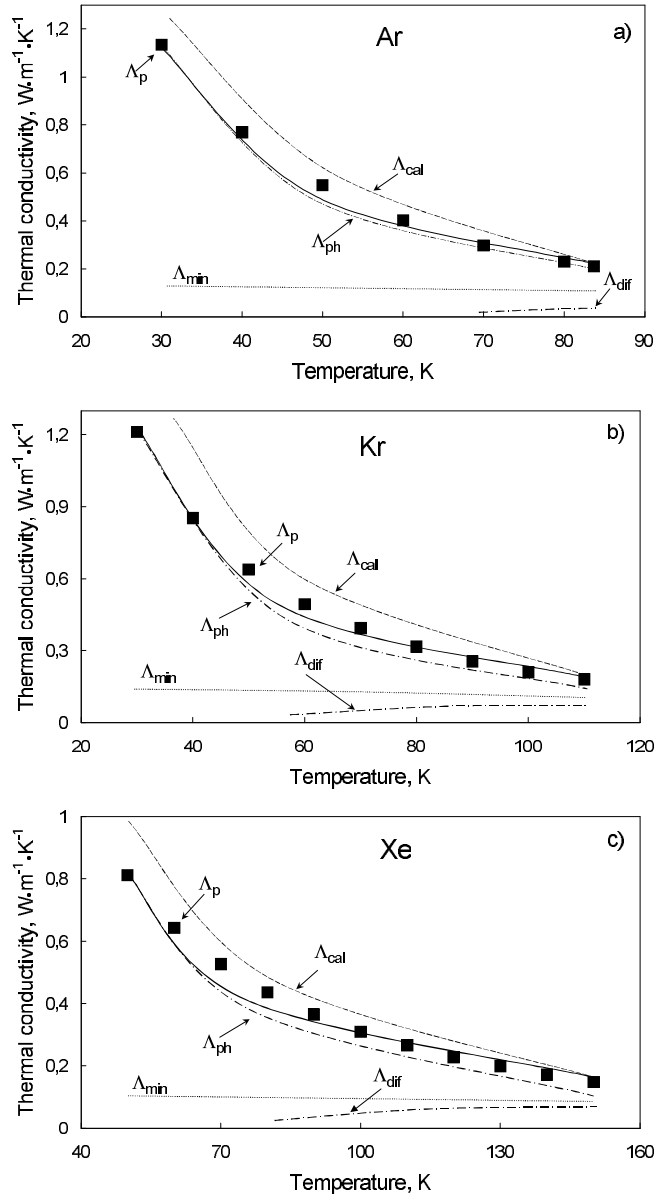 Ar
a)
Thermal conductivity, W·m⁻¹·K⁻¹
1,2
1
0,8
0,6
0,4
0,2
0
Λp
Λcal
Λph
Λmin
Λdif
20 30 40 50 60 70 80 90
Temperature, K
Kr
b)
Thermal conductivity, W·m⁻¹·K⁻¹
1,2
0,9
0,6
0,3
0
Λp
Λcal
Λph
Λdif
Λmin
20 40 60 80 100 120
Temperature, K
Xe
c)
Thermal conductivity, W·m⁻¹·K⁻¹
1
0,8
0,6
0,4
0,2
0
Λp
Λcal
Λph
Λmin
Λdif
40 70 100 130 160
Temperature, K